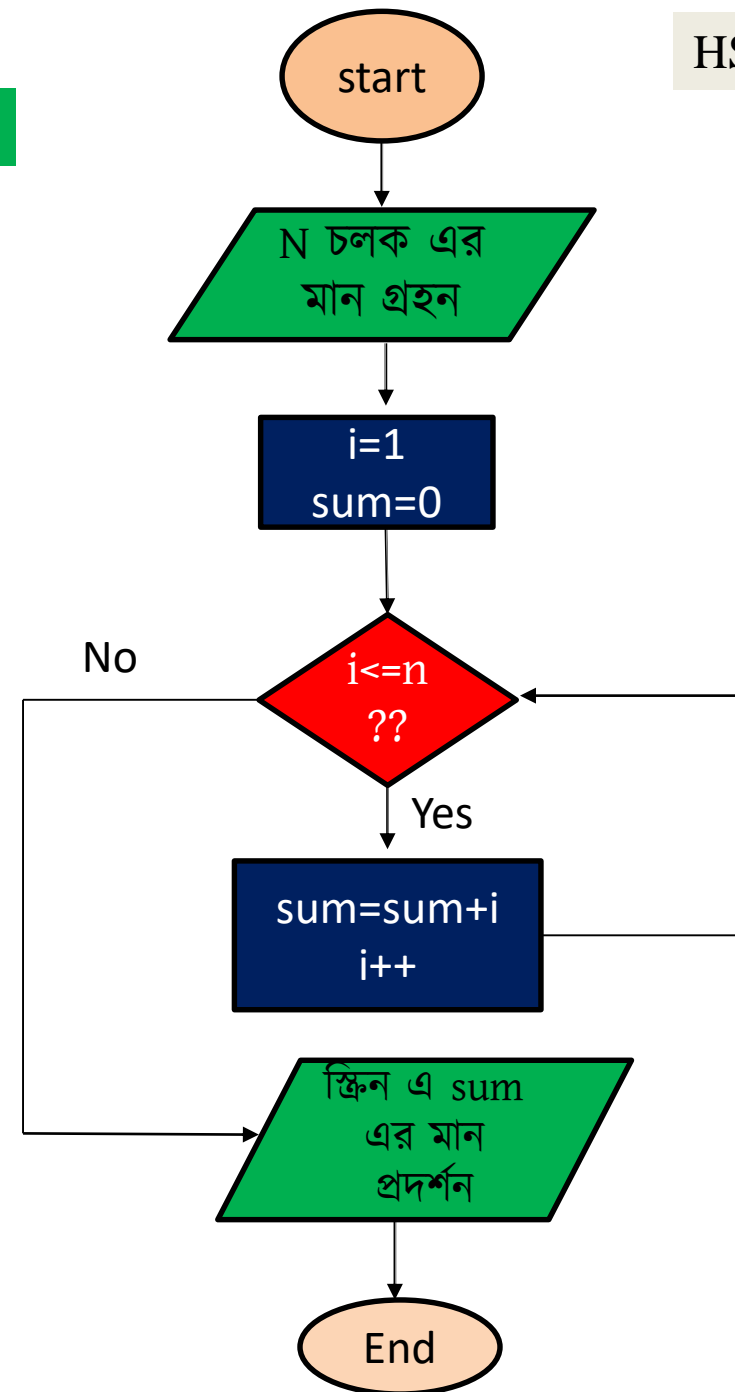 HS
start
N চলক এর
মান গ্রহন
i=1
sum=0
No
i<=n
??
Yes
sum=sum+i
i++
স্ক্রিন এ sum
এর মান
প্রদর্শন
End